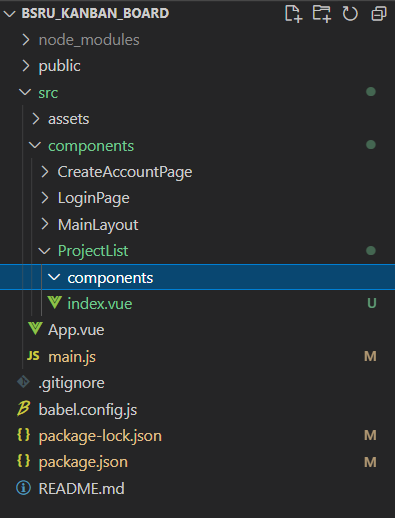 BSRU_KANBAN_BOARD
node_modules
public
src
assets
components
CreateAccountPage
LoginPage
MainLayout
ProjectList
components
index.vue U
App.vue
JS main.js M
.gitignore
babel.config.js
{} package-lock.json M
{} package.json M
README.md